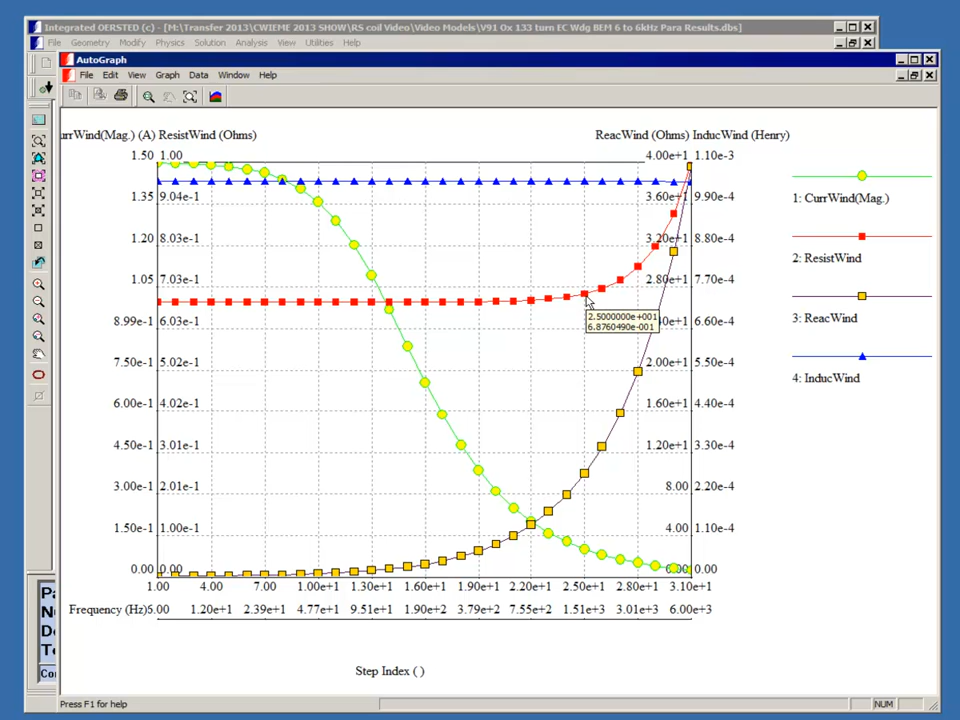 Integrated OERSTED (c) - [M:\Transfer 2013\CWIEME 2013 SHOW\RS coil Video\Video Models\V91 Ox 133 turn EC Wdg BEM 6 to 6kHz Para Results.dbs]
File Geometry Modify Physics Solution Analysis View Utilities Help
AutoGraph
File Edit View Graph Data Window Help
urrWind(Mag.) (A) ResistWind (Ohms) ReacWind (Ohms) InducWind (Henry)
1.50 1.00 4.00e+1 1.10e-3
1.35 9.04e-1 3.60e+1 9.90e-4
1.20 8.03e-1 3.20e+1 8.80e-4
1.05 7.03e-1 2.80e+1 7.70e-4
8.99e-1 6.03e-1 40e+1 6.60e-4
7.50e-1 5.02e-1 2.00e+1 5.50e-4
6.00e-1 4.02e-1 1.60e+1 4.40e-4
4.50e-1 3.01e-1 1.20e+1 3.30e-4
3.00e-1 2.01e-1 8.00 2.20e-4
1.50e-1 1.00e-1 4.00 1.10e-4
0.00 0.00 0.00 0.00
2.5000000e+001
6.8760490e-001
1.00 4.00 7.00 1.00e+1 1.30e+1 1.60e+1 1.90e+1 2.20e+1 2.50e+1 2.80e+1 3.10e+1
Frequency (Hz) 5.00 1.20e+1 2.39e+1 4.77e+1 9.51e+1 1.90e+2 3.79e+2 7.55e+2 1.51e+3 3.01e+3 6.00e+3
Step Index ( )
1: CurrWind(Mag.)
2: ResistWind
3: ReacWind
4: InducWind
Pa
Nu
De
Te
Co
Press F1 for help
NUM